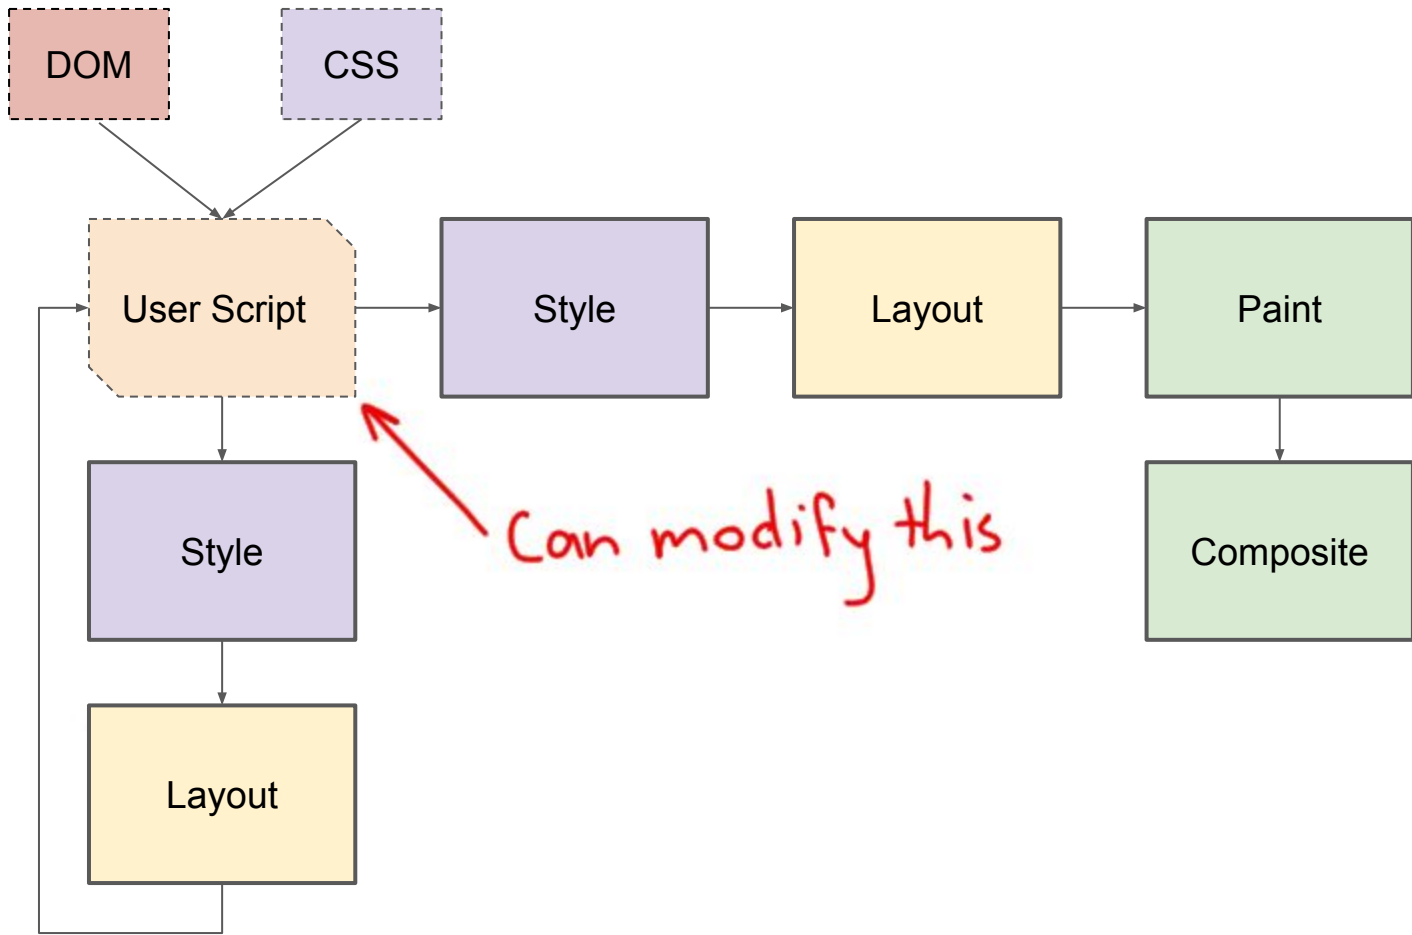 DOM
CSS
User Script
Style
Layout
Paint
Can modify this
Style
Composite
Layout